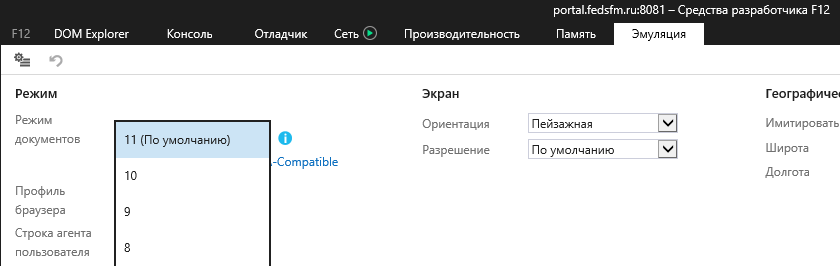 portal.fedsfm.ru:8081 – Средства разработчика F12
F12 DOM Explorer Консоль Отладчик Сеть Производительность Память Эмуляция
Режим
Режим документов
11 (По умолчанию)
-Compatible
10
9
8
Профиль браузера
Строка агента пользователя
Экран
Ориентация Пейзажная
Разрешение По умолчанию
Географичес
Имитировать
Широта
Долгота